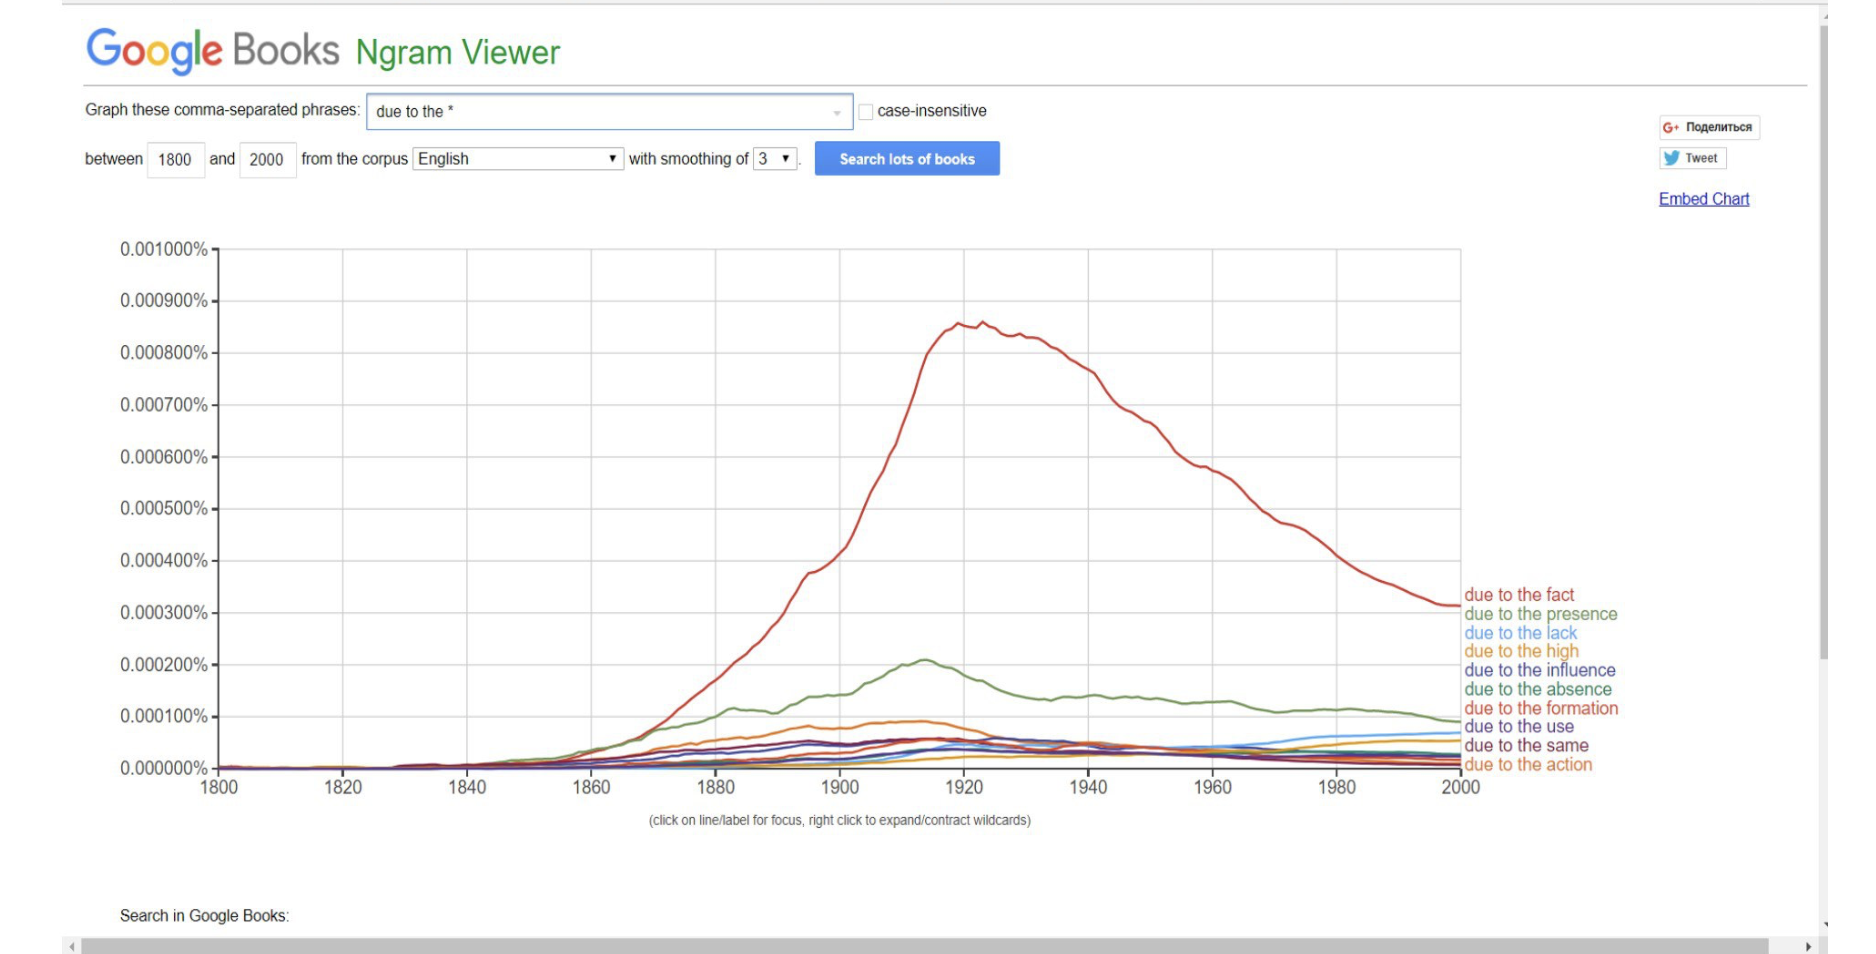 Google Books Ngram Viewer
Graph these comma-separated phrases: due to the * case-insensitive
between 1800 and 2000 from the corpus English with smoothing of 3 . Search lots of books
G+ Поделиться
Tweet
Embed Chart
0.001000%
0.000900%
0.000800%
0.000700%
0.000600%
0.000500%
0.000400%
0.000300%
0.000200%
0.000100%
0.000000%
due to the fact
due to the presence
due to the lack
due to the high
due to the influence
due to the absence
due to the formation
due to the use
due to the same
due to the action
1800 1820 1840 1860 1880 1900 1920 1940 1960 1980 2000
(click on line/label for focus, right click to expand/contract wildcards)
Search in Google Books: